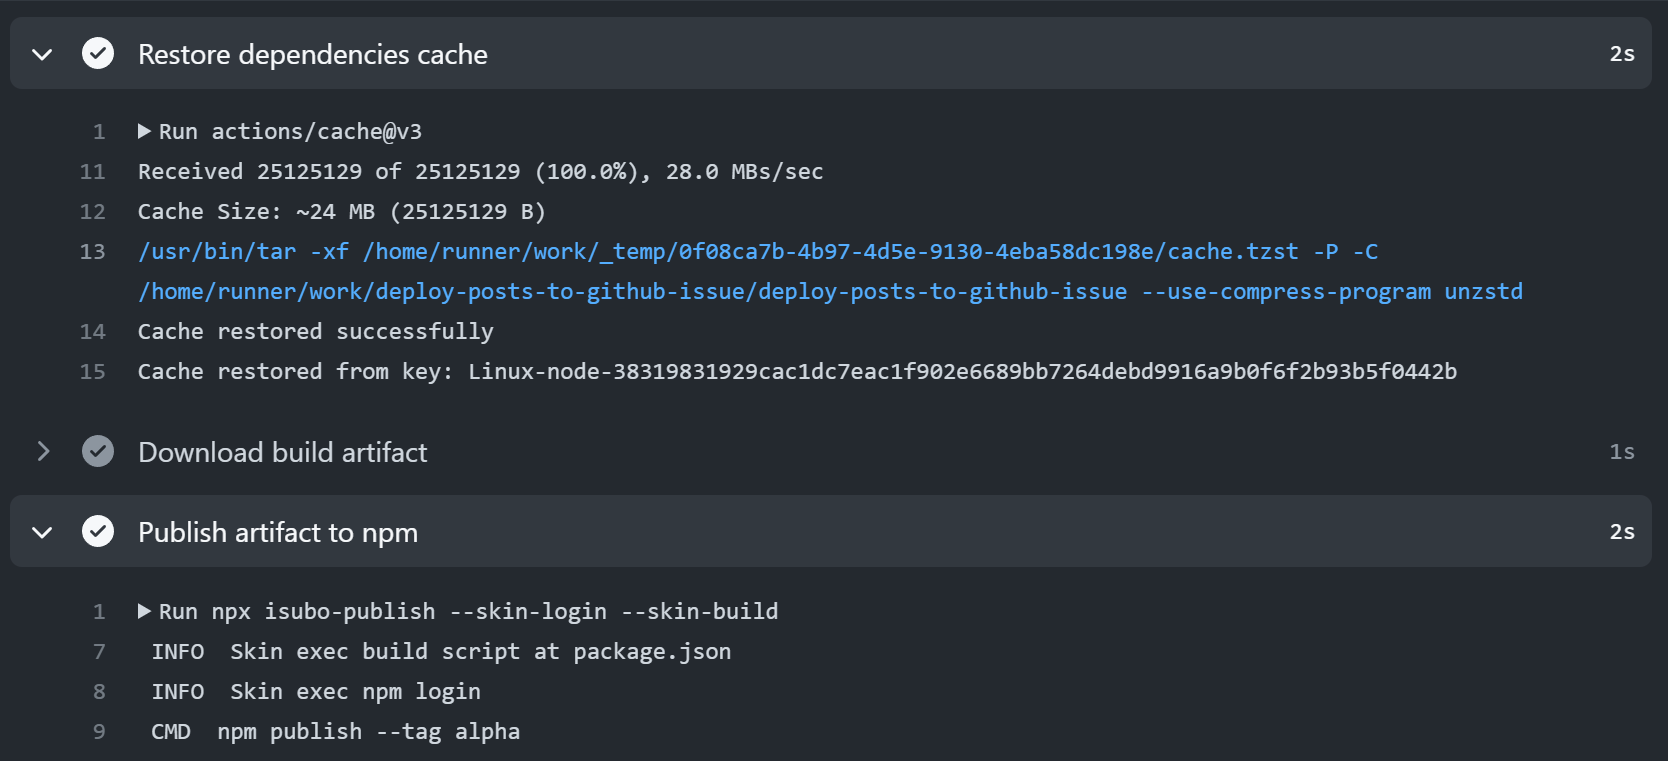 Restore dependencies cache 2s
1 Run actions/cache@v3
11 Received 25125129 of 25125129 (100.0%), 28.0 MBs/sec
12 Cache Size: ~24 MB (25125129 B)
13 /usr/bin/tar -xf /home/runner/work/_temp/0f08ca7b-4b97-4d5e-9130-4eba58dc198e/cache.tzst -P -C
/home/runner/work/deploy-posts-to-github-issue/deploy-posts-to-github-issue --use-compress-program unzstd
14 Cache restored successfully
15 Cache restored from key: Linux-node-38319831929cac1dc7eac1f902e6689bb7264debd9916a9b0f6f2b93b5f0442b
Download build artifact 1s
Publish artifact to npm 2s
1 Run npx isubo-publish --skin-login --skin-build
7 INFO Skin exec build script at package.json
8 INFO Skin exec npm login
9 CMD npm publish --tag alpha